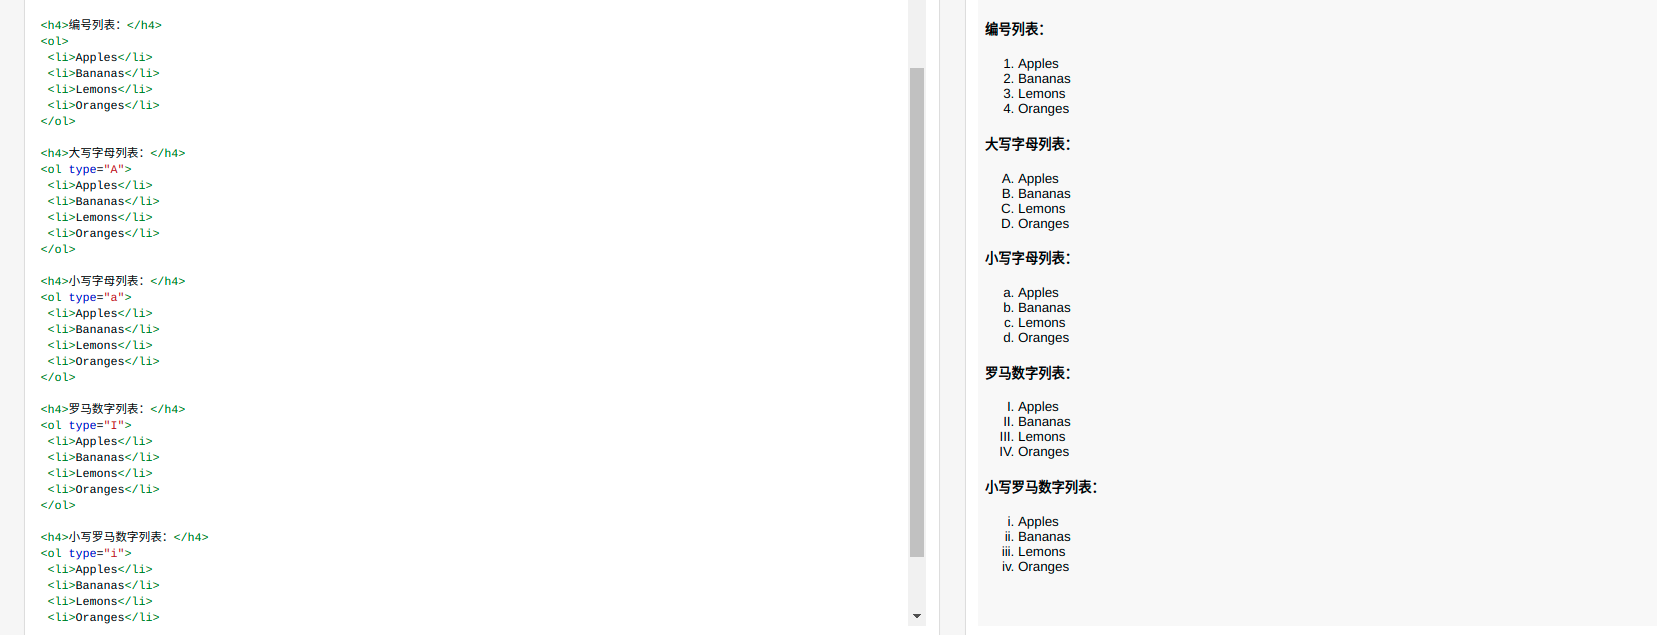 <h4>编号列表：</h4>
<ol>
<li>Apples</li>
<li>Bananas</li>
<li>Lemons</li>
<li>Oranges</li>
</ol>
<h4>大写字母列表：</h4>
<ol type="A">
<li>Apples</li>
<li>Bananas</li>
<li>Lemons</li>
<li>Oranges</li>
</ol>
<h4>小写字母列表：</h4>
<ol type="a">
<li>Apples</li>
<li>Bananas</li>
<li>Lemons</li>
<li>Oranges</li>
</ol>
<h4>罗马数字列表：</h4>
<ol type="I">
<li>Apples</li>
<li>Bananas</li>
<li>Lemons</li>
<li>Oranges</li>
</ol>
<h4>小写罗马数字列表：</h4>
<ol type="i">
<li>Apples</li>
<li>Bananas</li>
<li>Lemons</li>
<li>Oranges</li>
编号列表：
1. Apples
2. Bananas
3. Lemons
4. Oranges
大写字母列表：
A. Apples
B. Bananas
C. Lemons
D. Oranges
小写字母列表：
a. Apples
b. Bananas
c. Lemons
d. Oranges
罗马数字列表：
I. Apples
II. Bananas
III. Lemons
IV. Oranges
小写罗马数字列表：
i. Apples
ii. Bananas
iii. Lemons
iv. Oranges